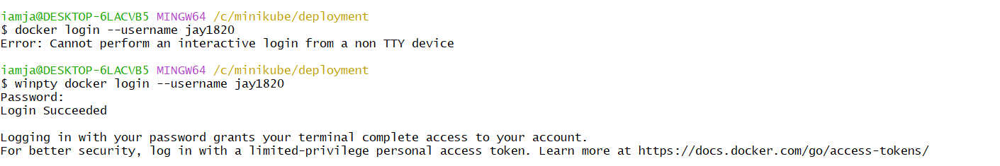 iamja@DESKTOP-6LACVB5 MINGW64 /c/minikube/deployment
$ docker login --username jay1820
Error: Cannot perform an interactive login from a non TTY device
iamja@DESKTOP-6LACVB5 MINGW64 /c/minikube/deployment
$ winpty docker login --username jay1820
Password:
Login Succeeded
Logging in with your password grants your terminal complete access to your account.
For better security, log in with a limited-privilege personal access token. Learn more at https://docs.docker.com/go/access-tokens/